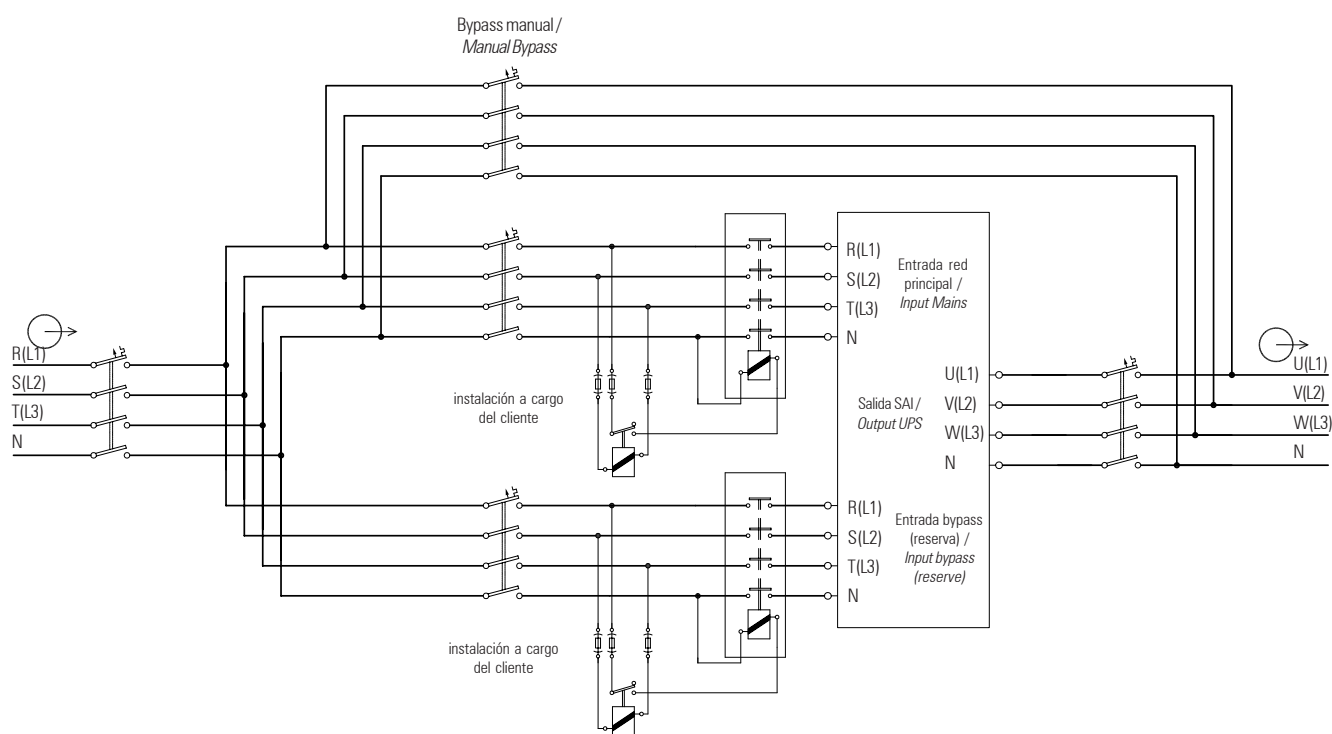 Bypass manual /
Manual Bypass
R(L1)
S(L2)
T(L3)
N
R(L1)
S(L2)
T(L3)
N
Entrada red
principal /
Input Mains
instalación a cargo
del cliente
U(L1)
V(L2)
W(L3)
N
Salida SAI /
Output UPS
U(L1)
V(L2)
W(L3)
N
R(L1)
S(L2)
T(L3)
N
Entrada bypass
(reserva) /
Input bypass
(reserve)
instalación a cargo
del cliente